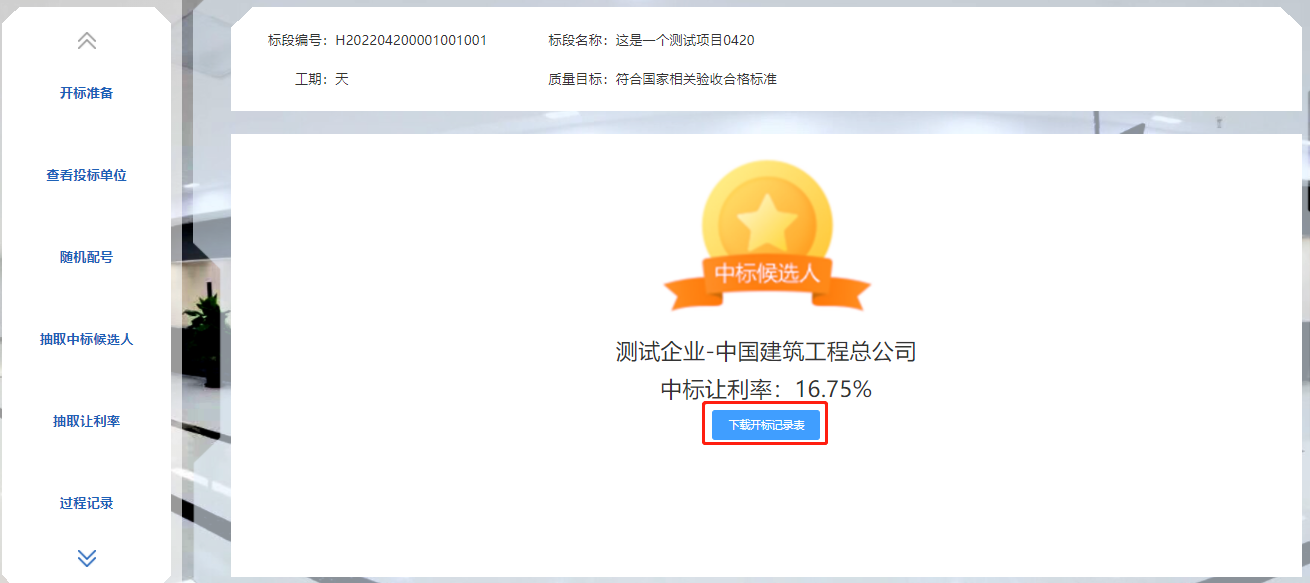 开标准备
查看投标单位
随机配号
抽取中标候选人
抽取让利率
过程记录
标段编号：H202204200001001001
标段名称：这是一个测试项目0420
工期：天
质量目标：符合国家相关验收合格标准
中标候选人
测试企业-中国建筑工程总公司
中标让利率：16.75%
下载开标记录表